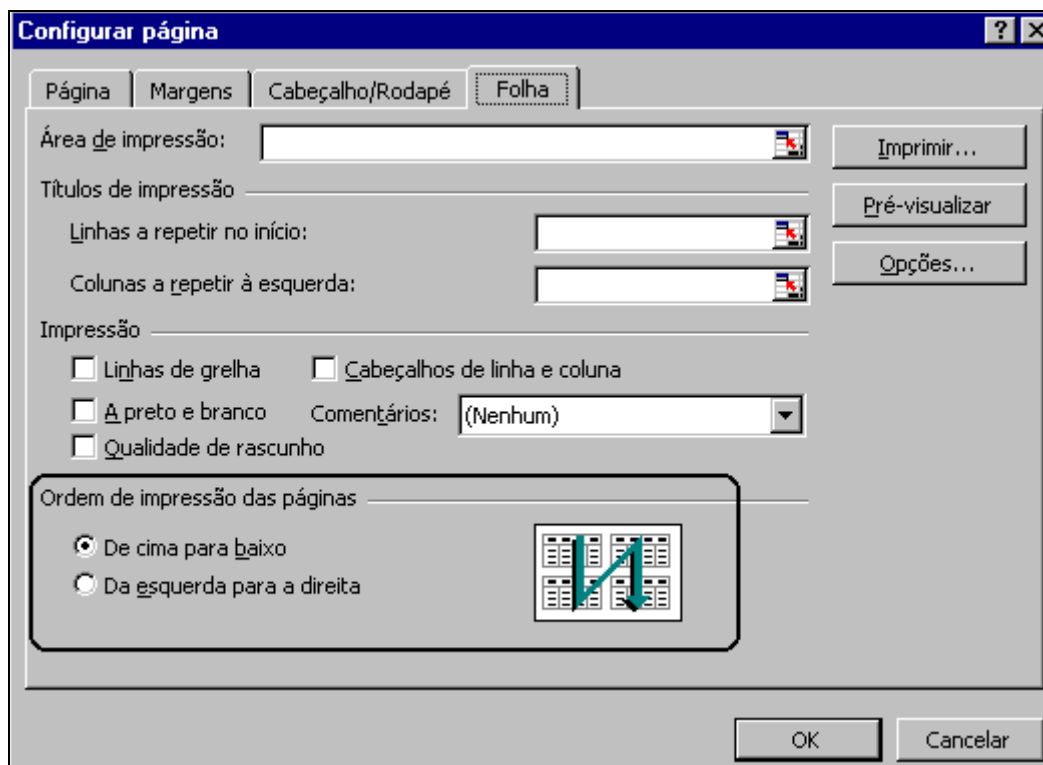 Configurar página
Página Margens Cabeçalho/Rodapé Folha
Área de impressão:
Imprimir...
Títulos de impressão
Pré-visualizar
Linhas a repetir no início:
Opções...
Colunas a repetir à esquerda:
Impressão
Linhas de grelha Cabeçalhos de linha e coluna
A preto e branco Comentários: (Nenhum)
Qualidade de rascunho
Ordem de impressão das páginas
De cima para baixo
Da esquerda para a direita
OK Cancelar